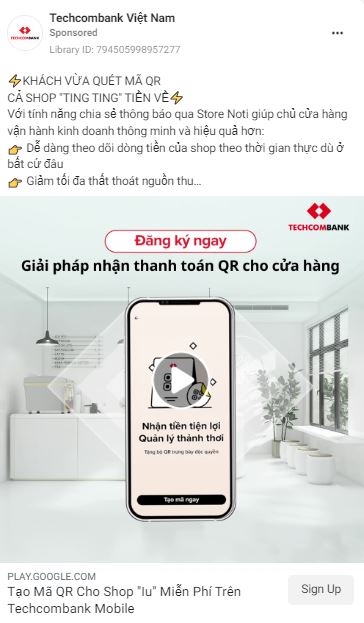 Techcombank Việt Nam
Sponsored
Library ID: 794505998957277
⚡KHÁCH VỪA QUÉT MÃ QR
CẢ SHOP "TING TING" TIỀN VỀ⚡
Với tính năng chia sẻ thông báo qua Store Noti giúp chủ cửa hàng
vận hành kinh doanh thông minh và hiệu quả hơn:
👉 Dễ dàng theo dõi dòng tiền của shop theo thời gian thực dù ở
bất cứ đâu
👉 Giảm tối đa thất thoát nguồn thu...
TECHCOMBANK
Đăng ký ngay
Giải pháp nhận thanh toán QR cho cửa hàng
Nhận tiền tiện lợi
Quản lý thảnh thơi
Tặng bộ QR trưng bày độc quyền
Tạo mã ngay
PLAY.GOOGLE.COM
Tạo Mã QR Cho Shop "Iu" Miễn Phí Trên
Techcombank Mobile
Sign Up